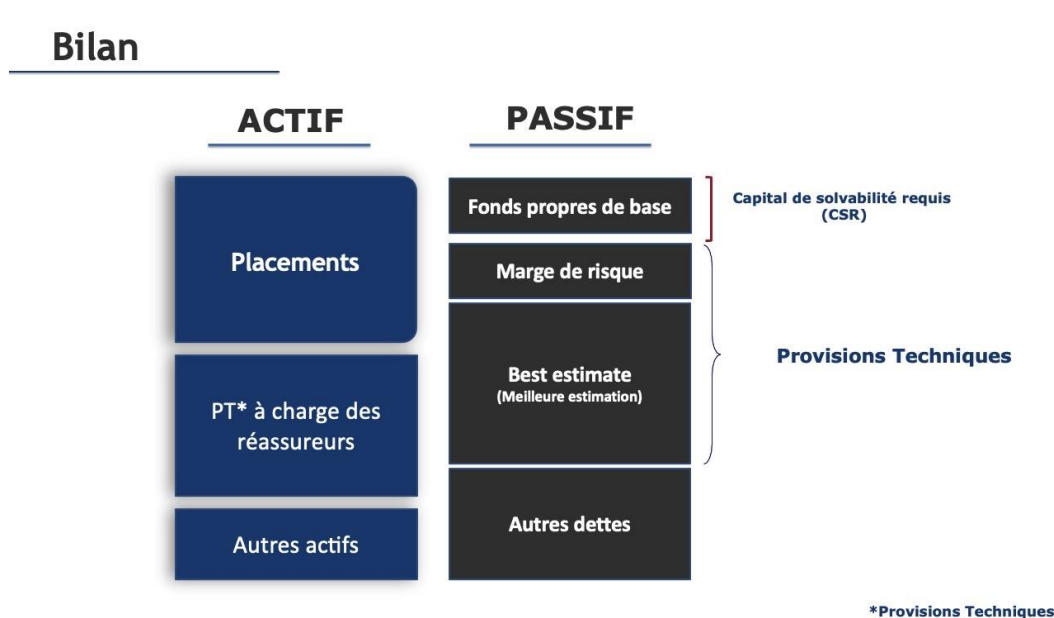 Bilan
ACTIF
PASSIF
Placements
PT* à charge des
réassureurs
Autres actifs
Fonds propres de base
Marge de risque
Best estimate
(Meilleure estimation)
Autres dettes
Capital de solvabilité requis
(CSR)
Provisions Techniques
*Provisions Techniques